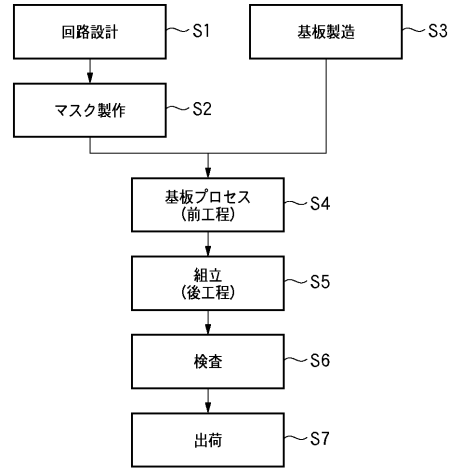 回路設計
S1
基板製造
S3
マスク製作
S2
基板プロセス
(前工程)
S4
組立
(後工程)
S5
検査
S6
出荷
S7